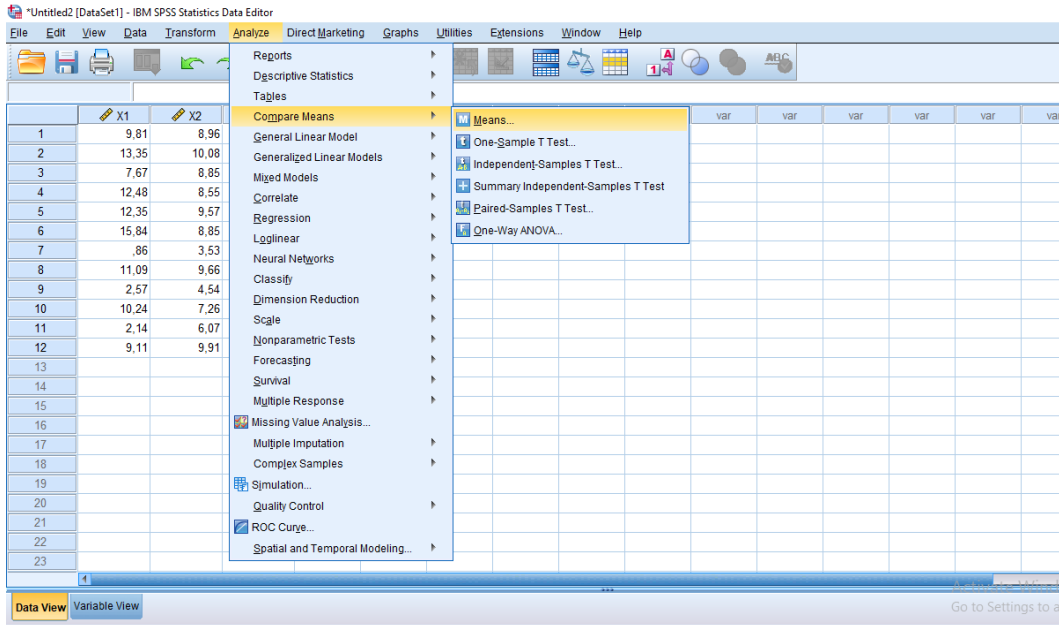 *Untitled2 [DataSet1] - IBM SPSS Statistics Data Editor
File Edit View Data Transform Analyze Direct Marketing Graphs Utilities Extensions Window Help
Reports
Descriptive Statistics
Tables
Compare Means
General Linear Model
Generalized Linear Models
Mixed Models
Correlate
Regression
Loglinear
Neural Networks
Classify
Dimension Reduction
Scale
Nonparametric Tests
Forecasting
Survival
Multiple Response
Missing Value Analysis...
Multiple Imputation
Complex Samples
Simulation...
Quality Control
ROC Curve...
Spatial and Temporal Modeling...
Means...
One-Sample T Test...
Independent-Samples T Test...
Summary Independent-Samples T Test
Paired-Samples T Test...
One-Way ANOVA...
X1 X2 var var var var var
1 9,81 8,96
2 13,35 10,08
3 7,67 8,85
4 12,48 8,55
5 12,35 9,57
6 15,84 8,85
7 ,86 3,53
8 11,09 9,66
9 2,57 4,54
10 10,24 7,26
11 2,14 6,07
12 9,11 9,91
13
14
15
16
17
18
19
20
21
22
23
Data View Variable View
Go to Settings to a